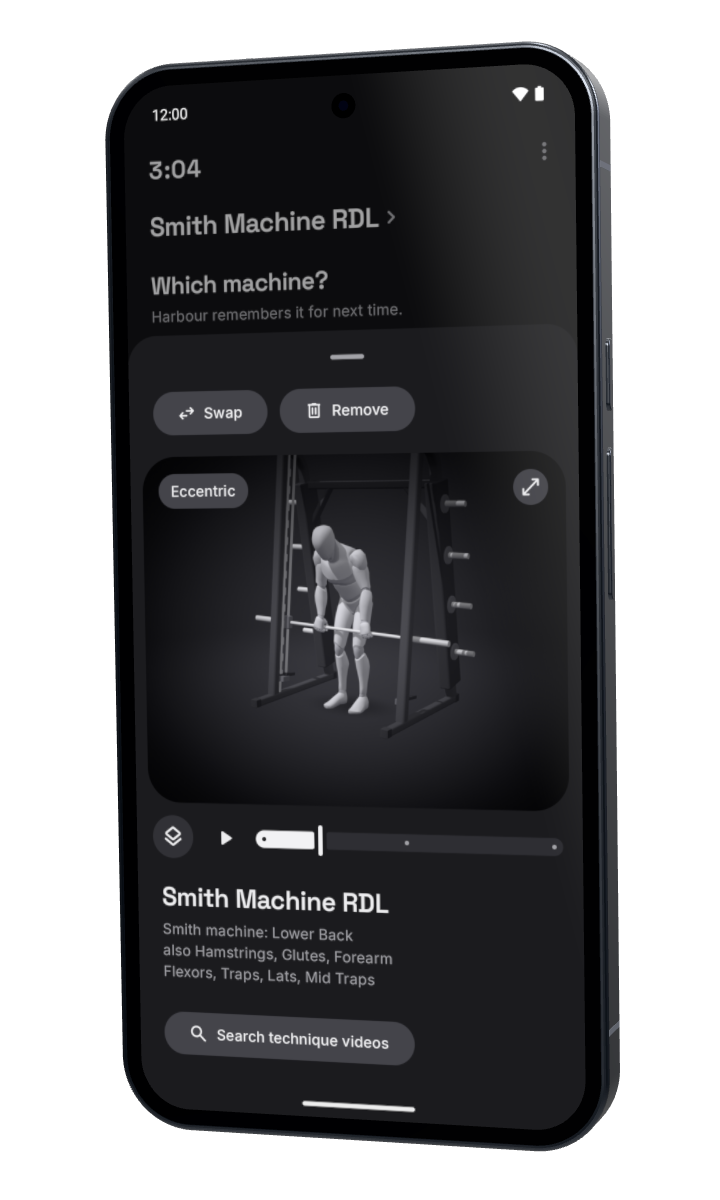 12:00
3:04
Smith Machine RDL
Which machine?
Harbour remembers it for next time.
Swap
Remove
Eccentric
Smith Machine RDL
Smith machine: Lower Back
also Hamstrings, Glutes, Forearm
Flexors, Traps, Lats, Mid Traps
Search technique videos